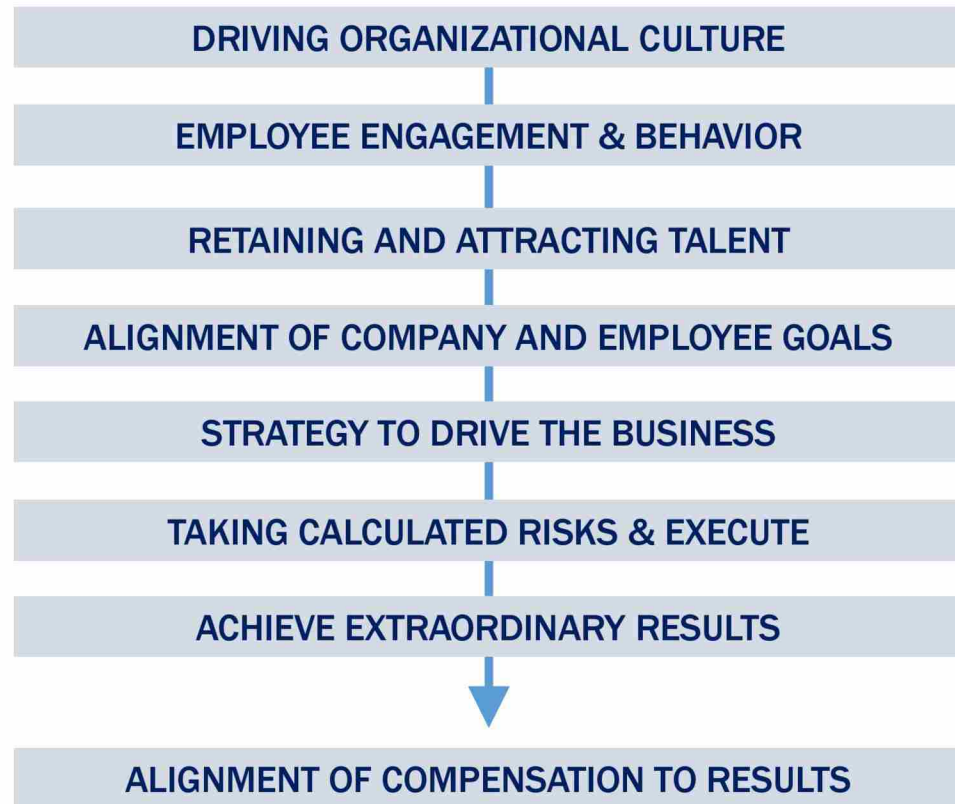 DRIVING ORGANIZATIONAL CULTURE
EMPLOYEE ENGAGEMENT & BEHAVIOR
RETAINING AND ATTRACTING TALENT
ALIGNMENT OF COMPANY AND EMPLOYEE GOALS
STRATEGY TO DRIVE THE BUSINESS
TAKING CALCULATED RISKS & EXECUTE
ACHIEVE EXTRAORDINARY RESULTS
ALIGNMENT OF COMPENSATION TO RESULTS